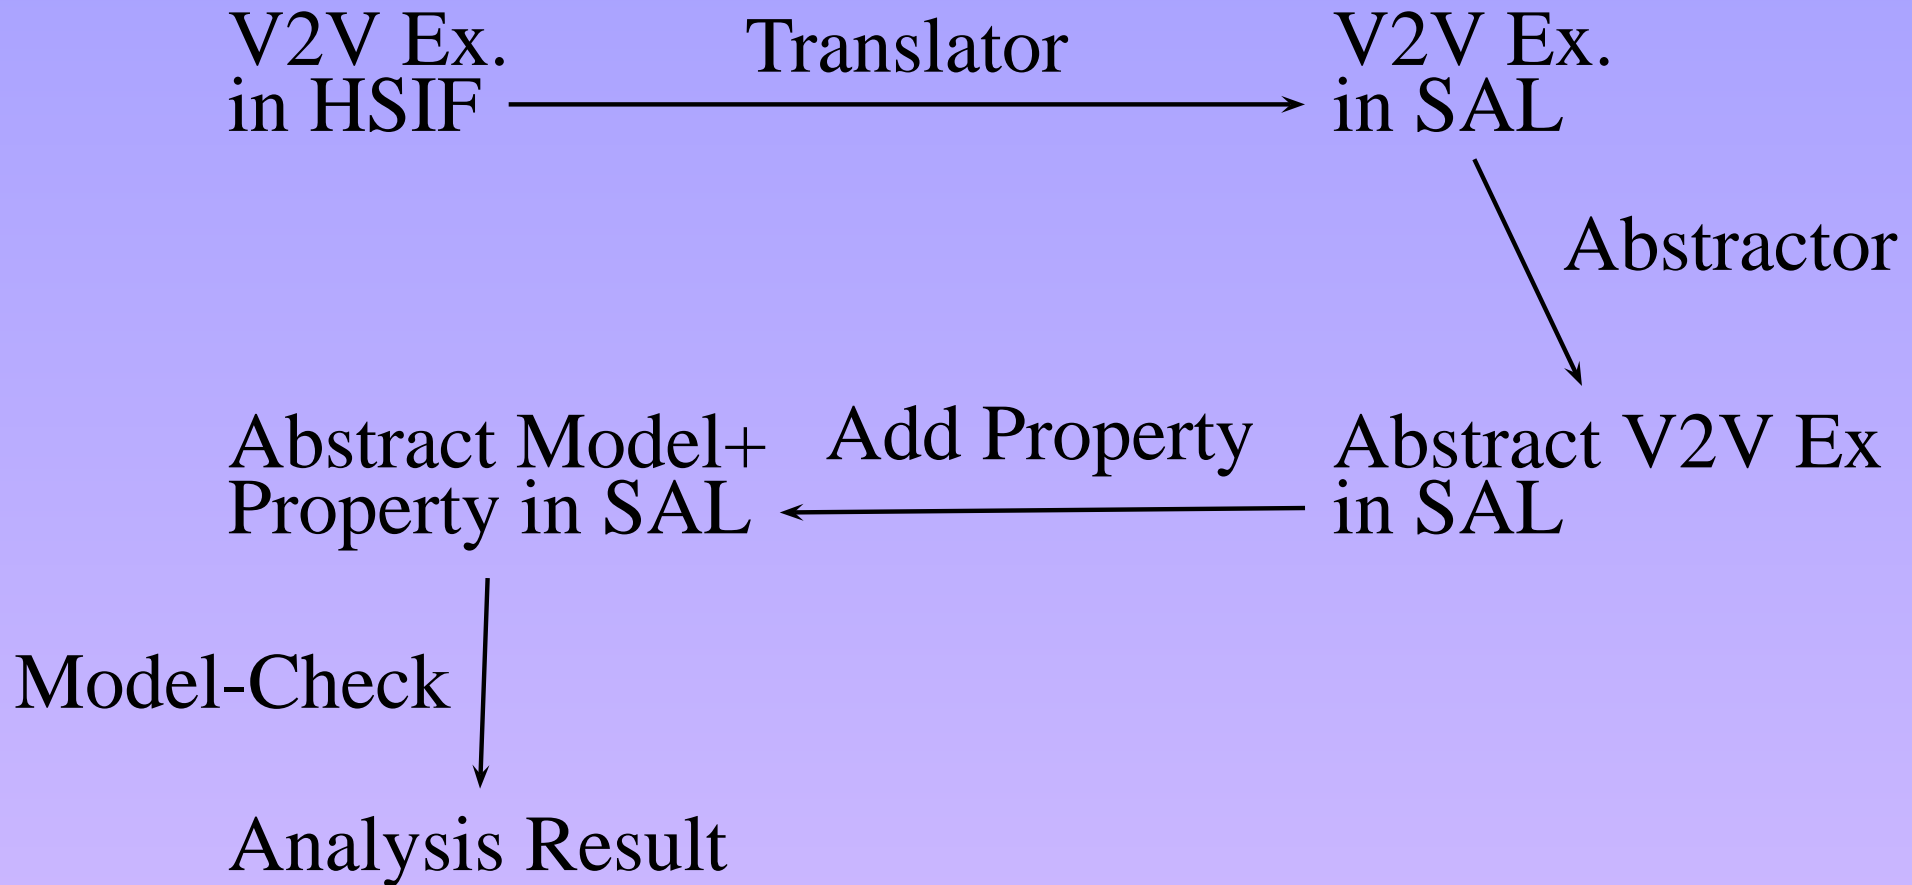 V2V Ex.
in HSIF
Translator
V2V Ex.
in SAL
Abstractor
Abstract V2V Ex
in SAL
Add Property
Abstract Model+
Property in SAL
Model-Check
Analysis Result